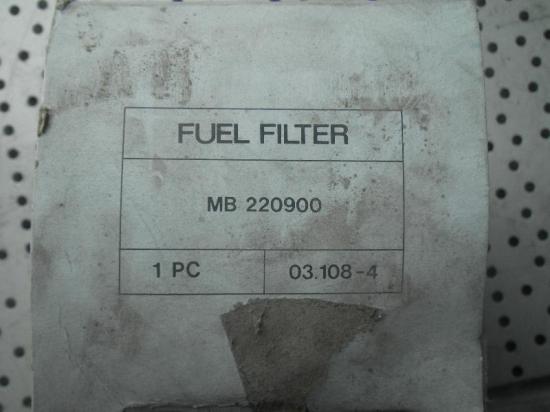 FUEL FILTER
MB 220900
1 PC 03.108-4